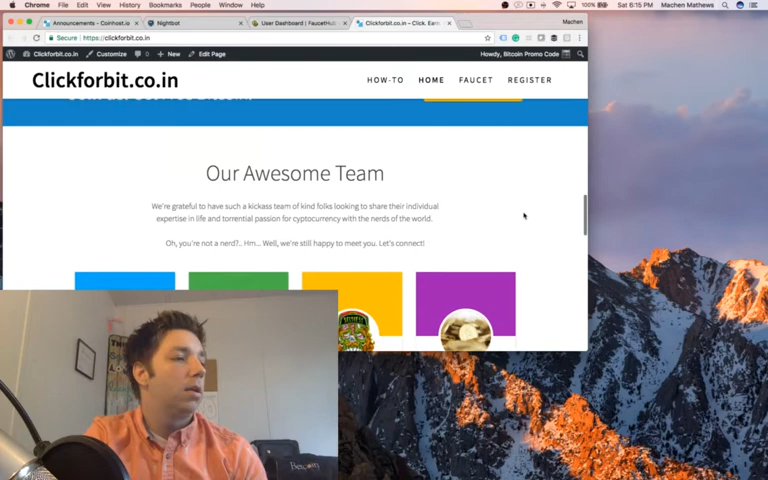 Chrome File Edit View History Bookmarks People Window Help
100% Sat 6:15 PM Machen Mathews
Announcements - Coinhost.io
Nightbot
User Dashboard | FaucetHub
Clickforbit.co.in – Click. Earn.
Machen
Secure https://clickforbit.co.in
Clickforbit.co.in Customize 0 New Edit Page
Howdy, Bitcoin Promo Code
Clickforbit.co.in
HOW-TO HOME FAUCET REGISTER
Our Awesome Team
We're grateful to have such a kickass team of kind folks looking to share their individual
expertise in life and torrential passion for cyptocurrency with the nerds of the world.
Oh, you're not a nerd?.. Hm... Well, we're still happy to meet you. Let's connect!